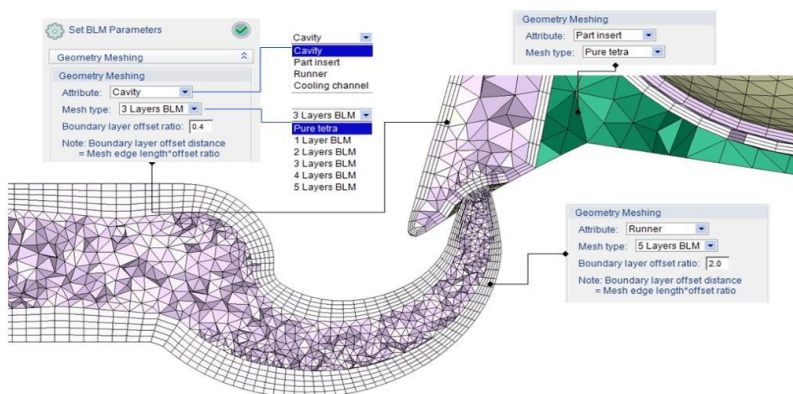 Set BLM Parameters
Geometry Meshing
Geometry Meshing
Attribute: Cavity
Mesh type: 3 Layers BLM
Boundary layer offset ratio: 0.4
Note: Boundary layer offset distance
= Mesh edge length*offset ratio
Cavity
Cavity
Part insert
Runner
Cooling channel
3 Layers BLM
Pure tetra
1 Layer BLM
2 Layers BLM
3 Layers BLM
4 Layers BLM
5 Layers BLM
Geometry Meshing
Attribute: Part insert
Mesh type: Pure tetra
Geometry Meshing
Attribute: Runner
Mesh type: 5 Layers BLM
Boundary layer offset ratio: 2.0
Note: Boundary layer offset distance
= Mesh edge length*offset ratio